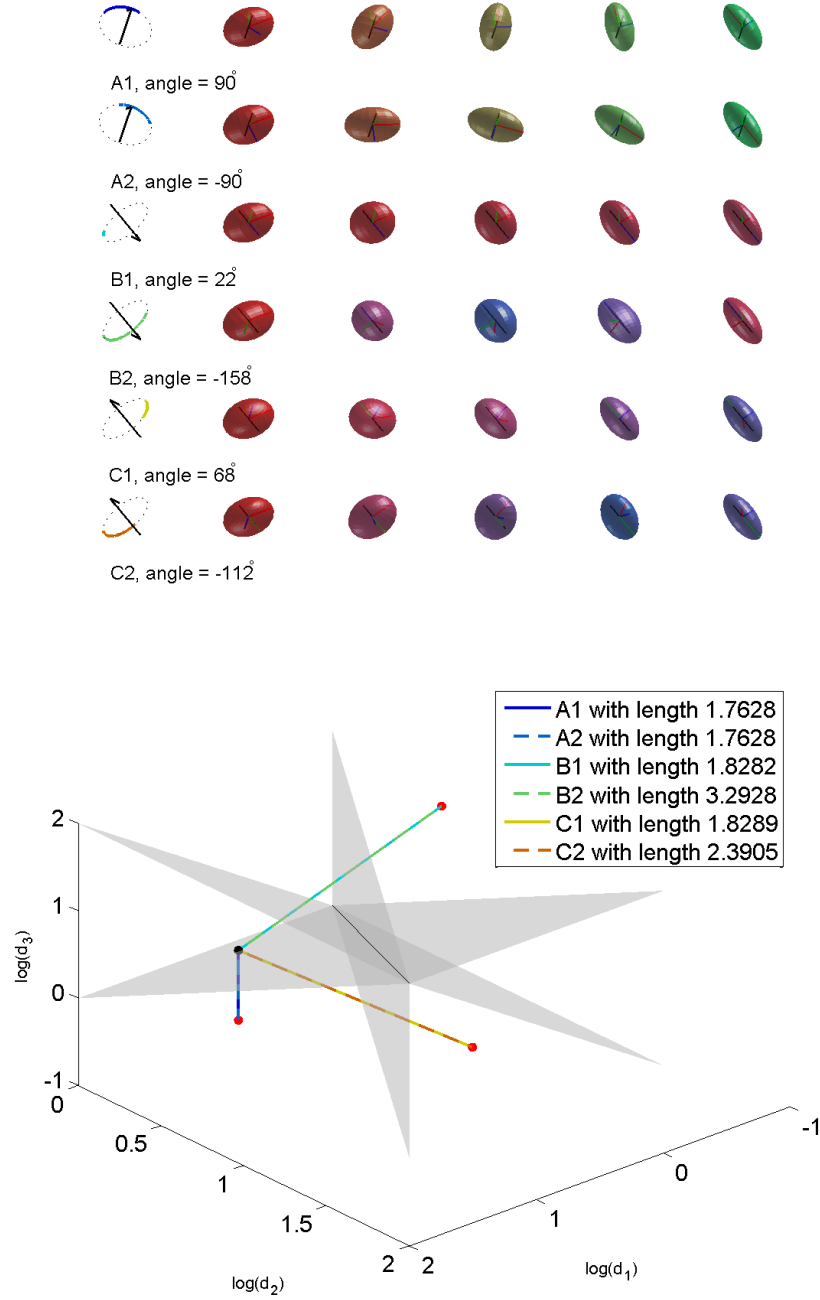 A1, angle = 90°
A2, angle = -90°
B1, angle = 22°
B2, angle = -158°
C1, angle = 68°
C2, angle = -112°
A1 with length 1.7628
A2 with length 1.7628
B1 with length 1.8282
B2 with length 3.2928
C1 with length 1.8289
C2 with length 2.3905
2
1
0
-1
log(d₃)
0
0.5
1
1.5
2
log(d₂)
2
1
0
-1
log(d₁)